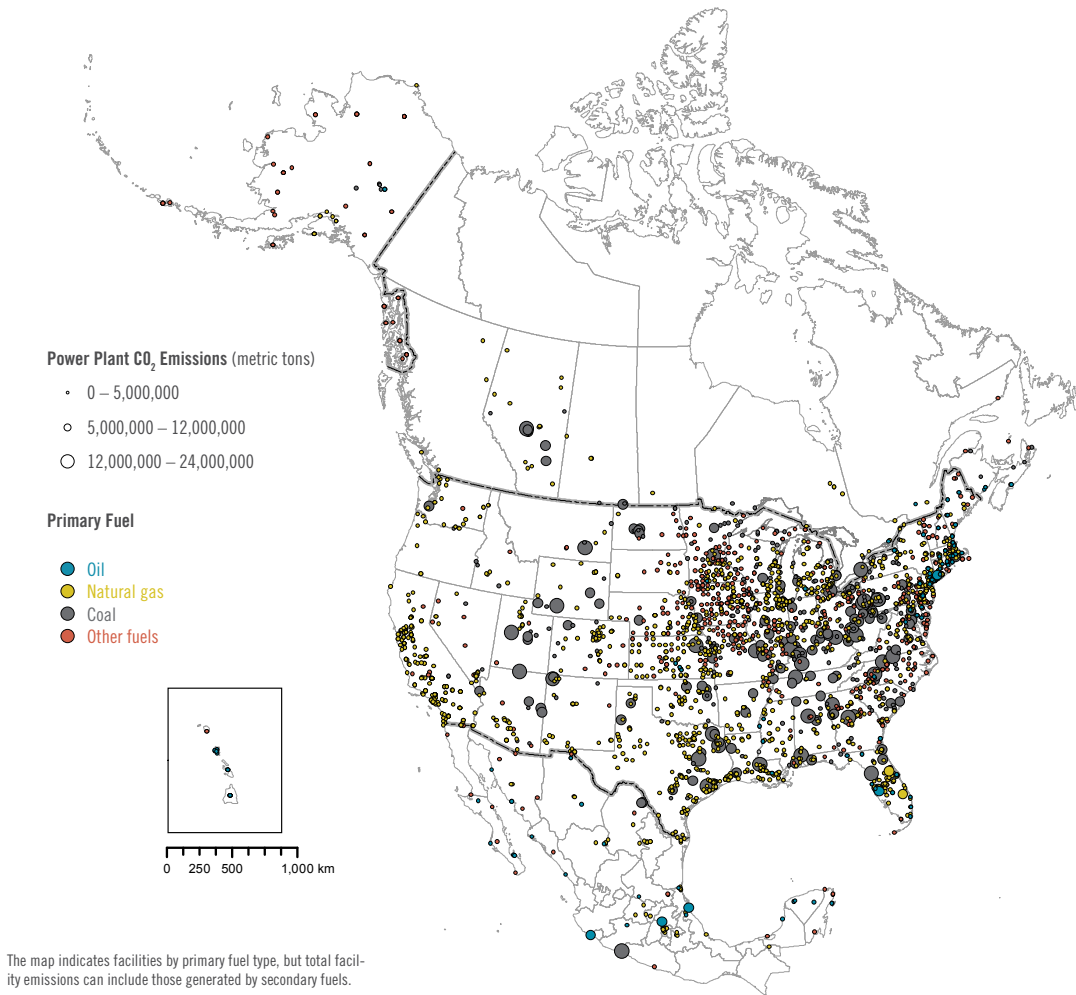 Power Plant CO2 Emissions (metric tons)
0 – 5,000,000
5,000,000 – 12,000,000
12,000,000 – 24,000,000
Primary Fuel
Oil
Natural gas
Coal
Other fuels
0 250 500 1,000 km
The map indicates facilities by primary fuel type, but total facil-
ity emissions can include those generated by secondary fuels.